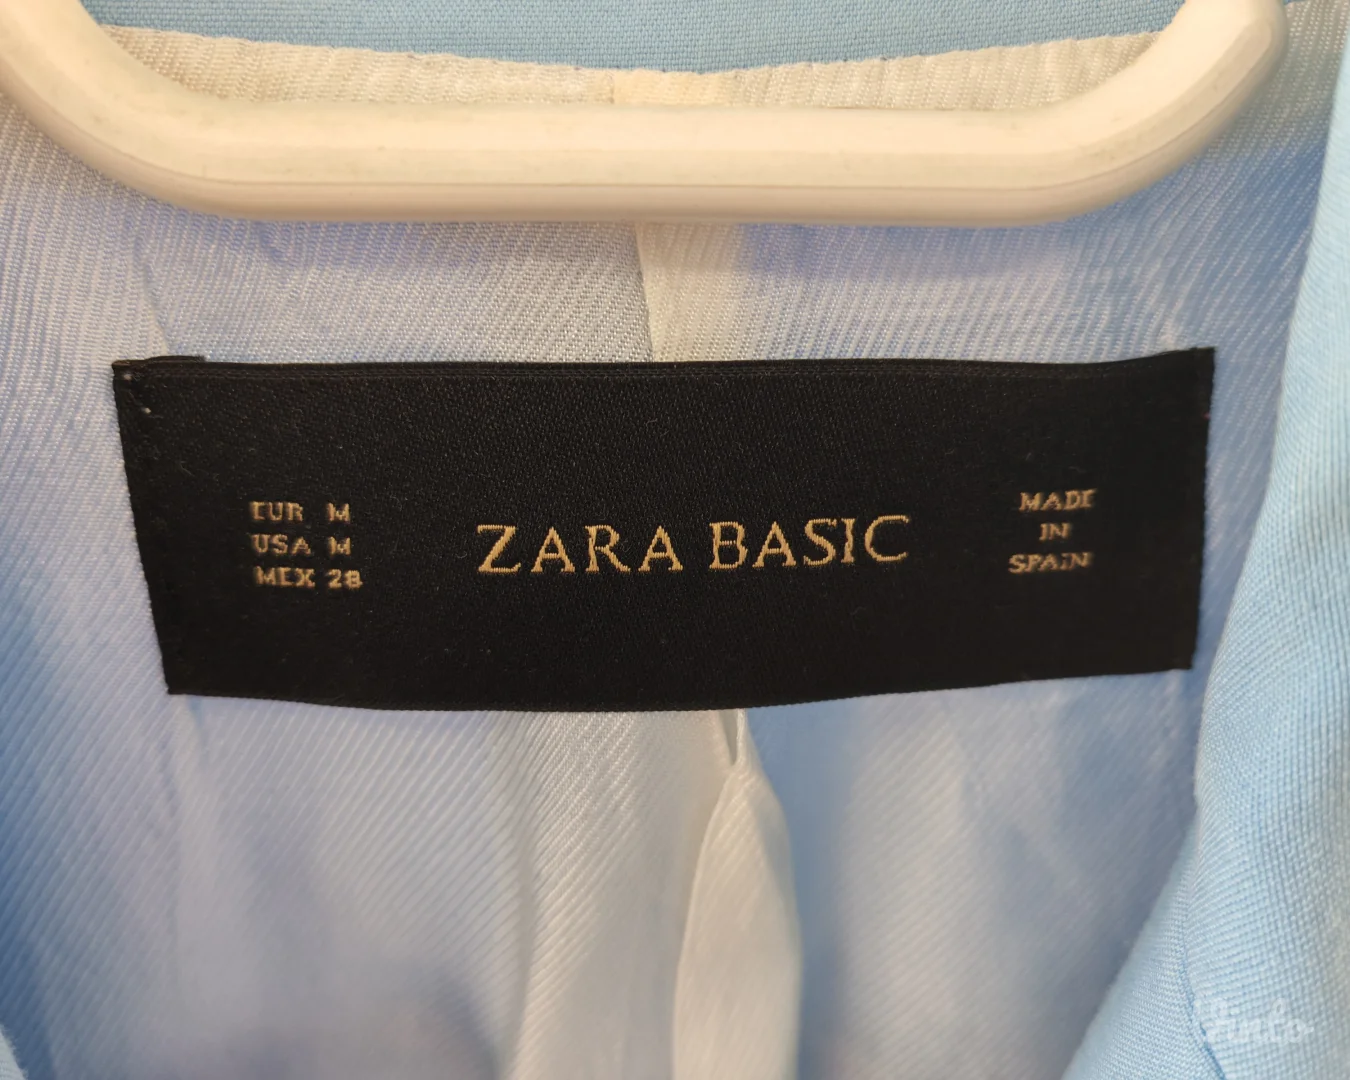 EUR M
USA M
MEX 28
ZARA BASIC
MADE
IN
SPAIN